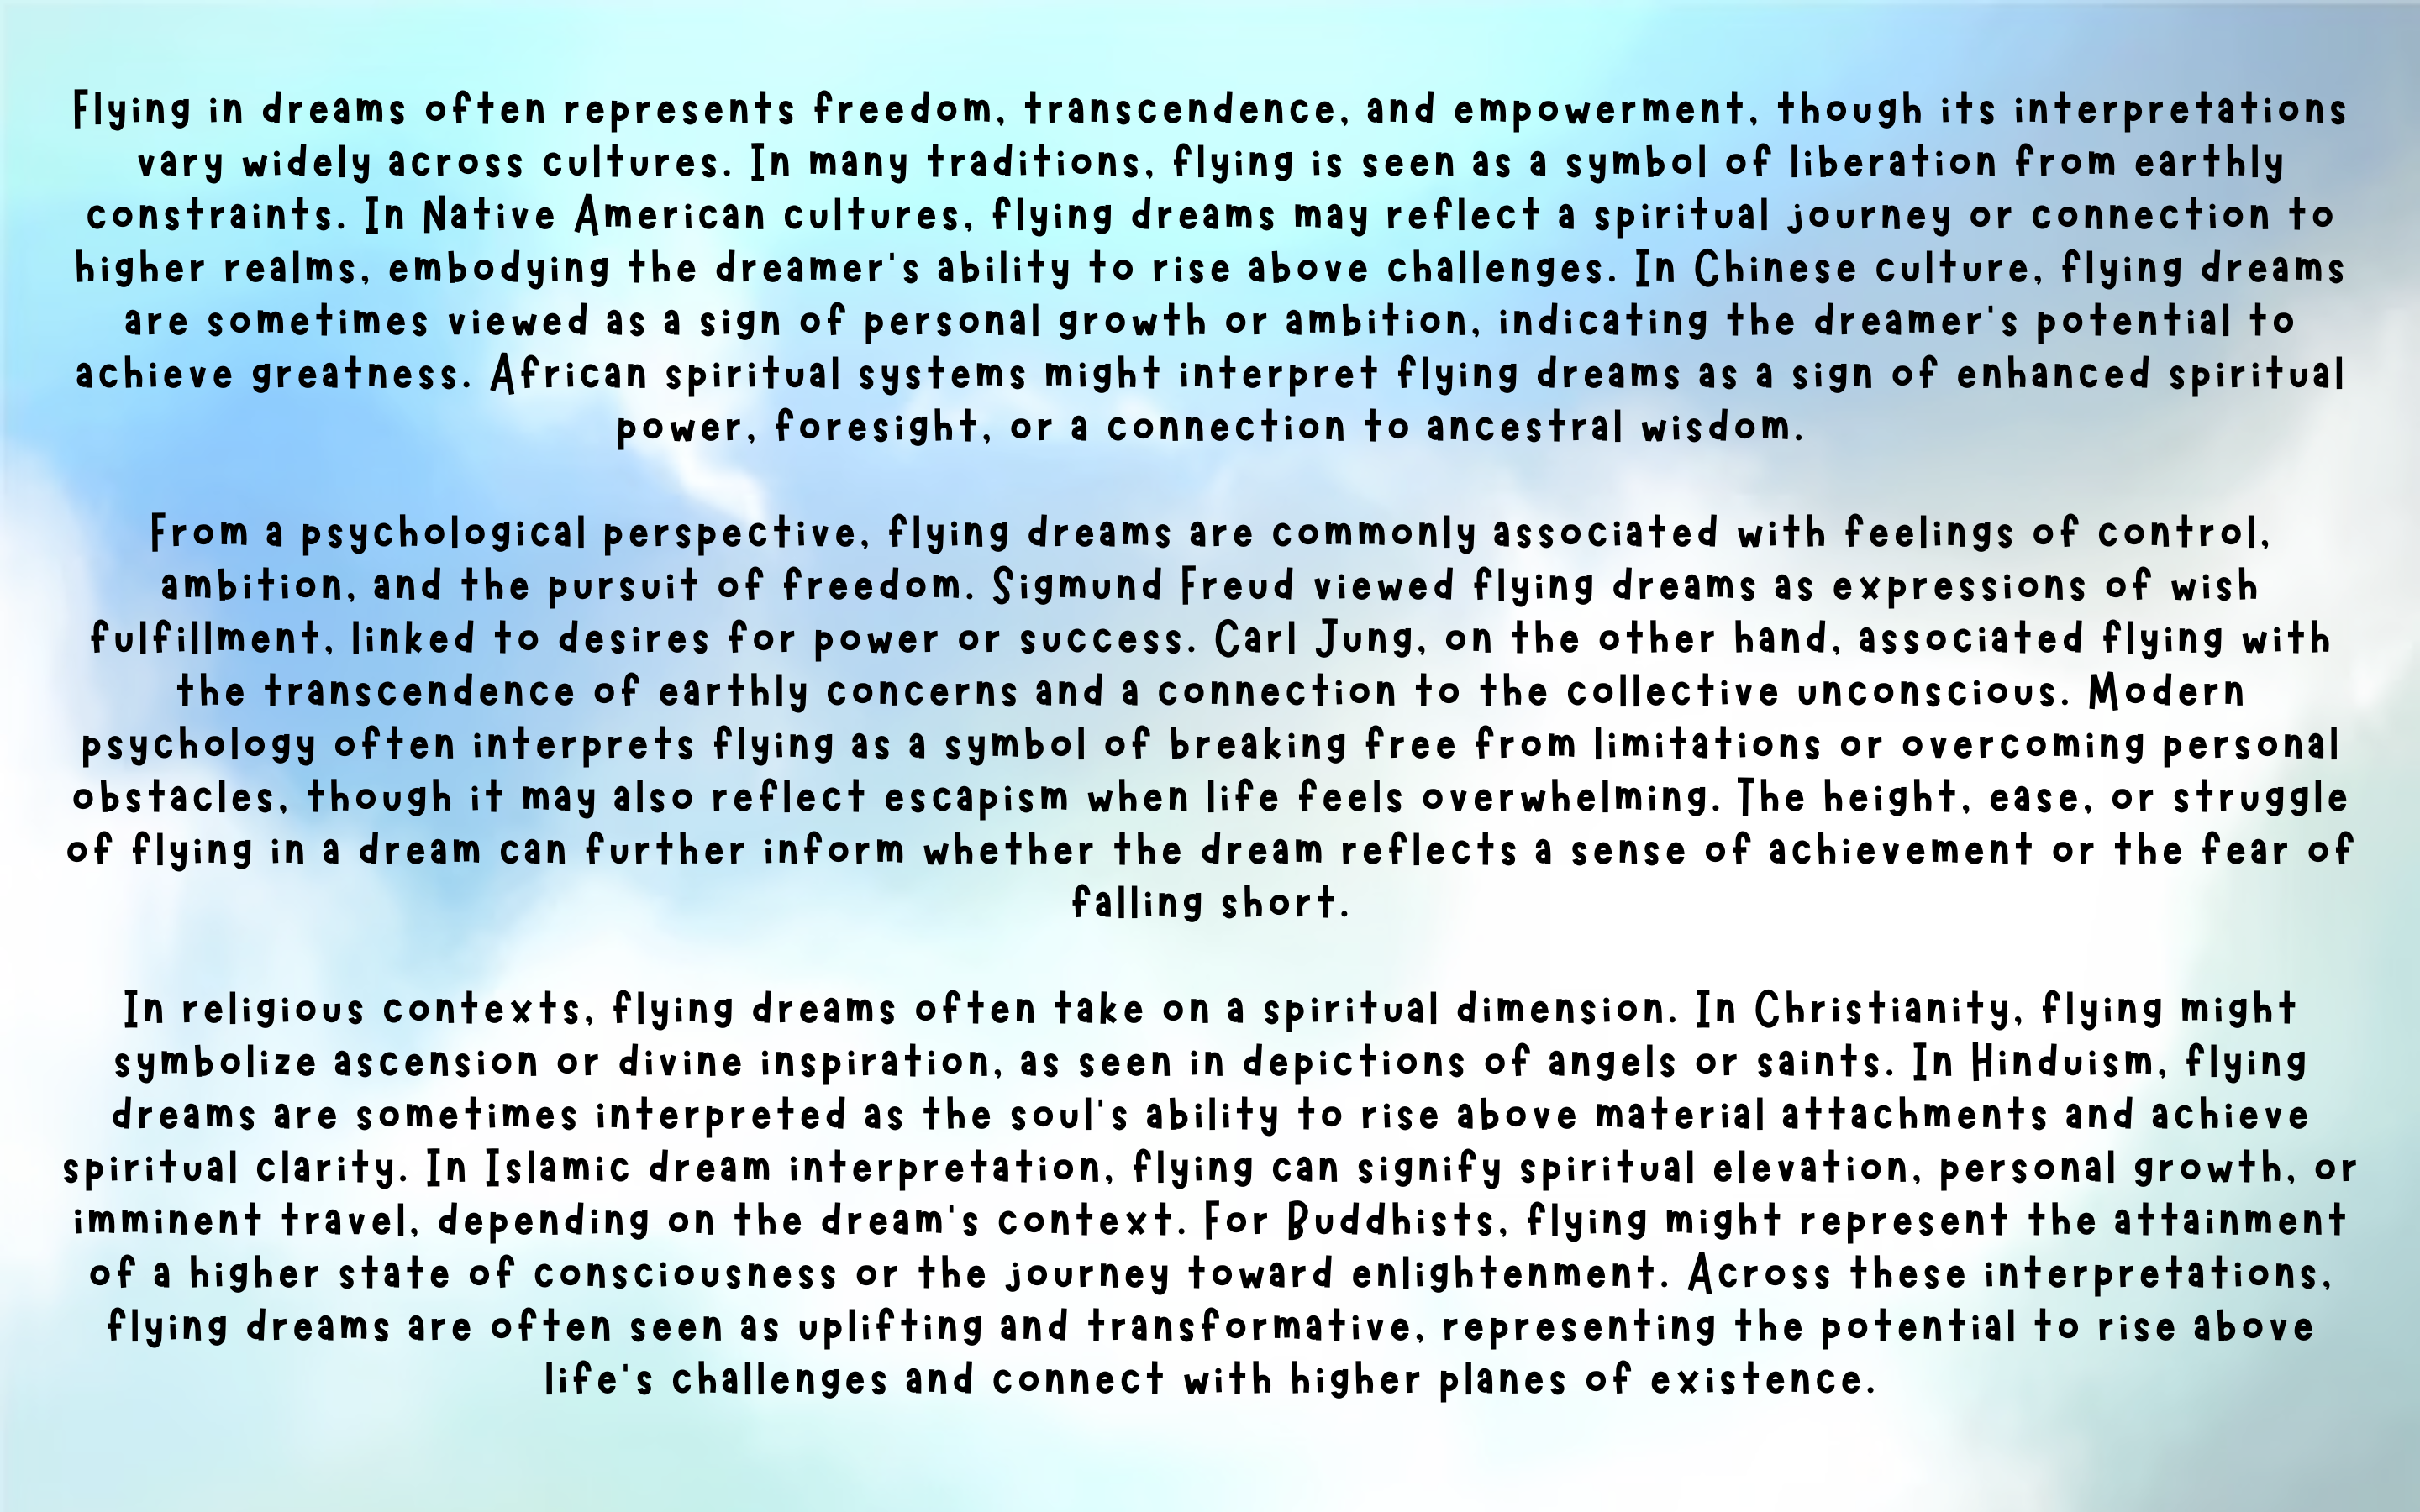 Flying in dreams often represents freedom, transcendence, and empowerment, though its interpretations
vary widely across cultures. In many traditions, flying is seen as a symbol of liberation from earthly
constraints. In Native American cultures, flying dreams may reflect a spiritual journey or connection to
higher realms, embodying the dreamer's ability to rise above challenges. In Chinese culture, flying dreams
are sometimes viewed as a sign of personal growth or ambition, indicating the dreamer's potential to
achieve greatness. African spiritual systems might interpret flying dreams as a sign of enhanced spiritual
power, foresight, or a connection to ancestral wisdom.
From a psychological perspective, flying dreams are commonly associated with feelings of control,
ambition, and the pursuit of freedom. Sigmund Freud viewed flying dreams as expressions of wish
fulfillment, linked to desires for power or success. Carl Jung, on the other hand, associated flying with
the transcendence of earthly concerns and a connection to the collective unconscious. Modern
psychology often interprets flying as a symbol of breaking free from limitations or overcoming personal
obstacles, though it may also reflect escapism when life feels overwhelming. The height, ease, or struggle
of flying in a dream can further inform whether the dream reflects a sense of achievement or the fear of
falling short.
In religious contexts, flying dreams often take on a spiritual dimension. In Christianity, flying might
symbolize ascension or divine inspiration, as seen in depictions of angels or saints. In Hinduism, flying
dreams are sometimes interpreted as the soul's ability to rise above material attachments and achieve
spiritual clarity. In Islamic dream interpretation, flying can signify spiritual elevation, personal growth, or
imminent travel, depending on the dream's context. For Buddhists, flying might represent the attainment
of a higher state of consciousness or the journey toward enlightenment. Across these interpretations,
flying dreams are often seen as uplifting and transformative, representing the potential to rise above
life's challenges and connect with higher planes of existence.